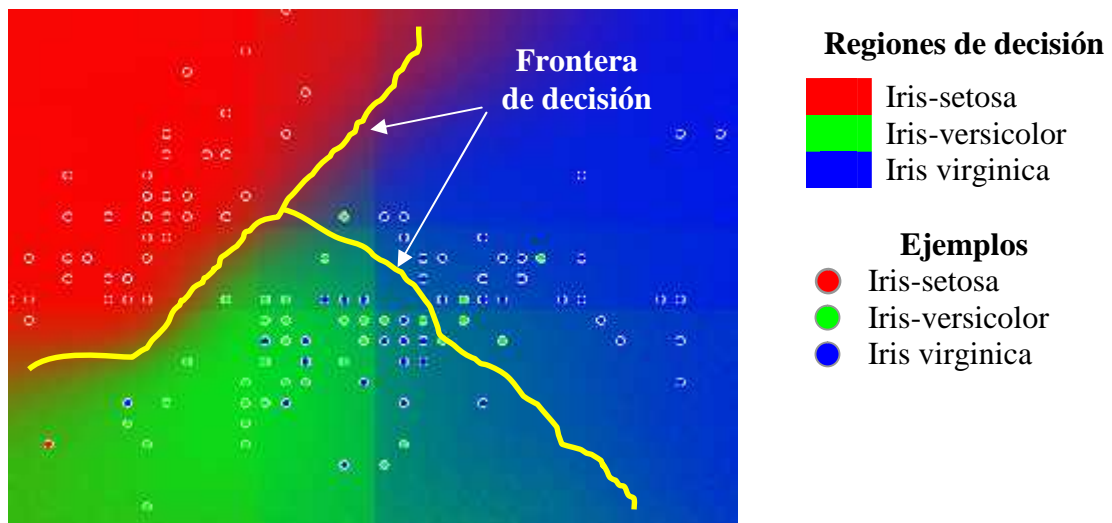 Frontera
de decisión
Regiones de decisión
Iris-setosa
Iris-versicolor
Iris virginica
Ejemplos
Iris-setosa
Iris-versicolor
Iris virginica